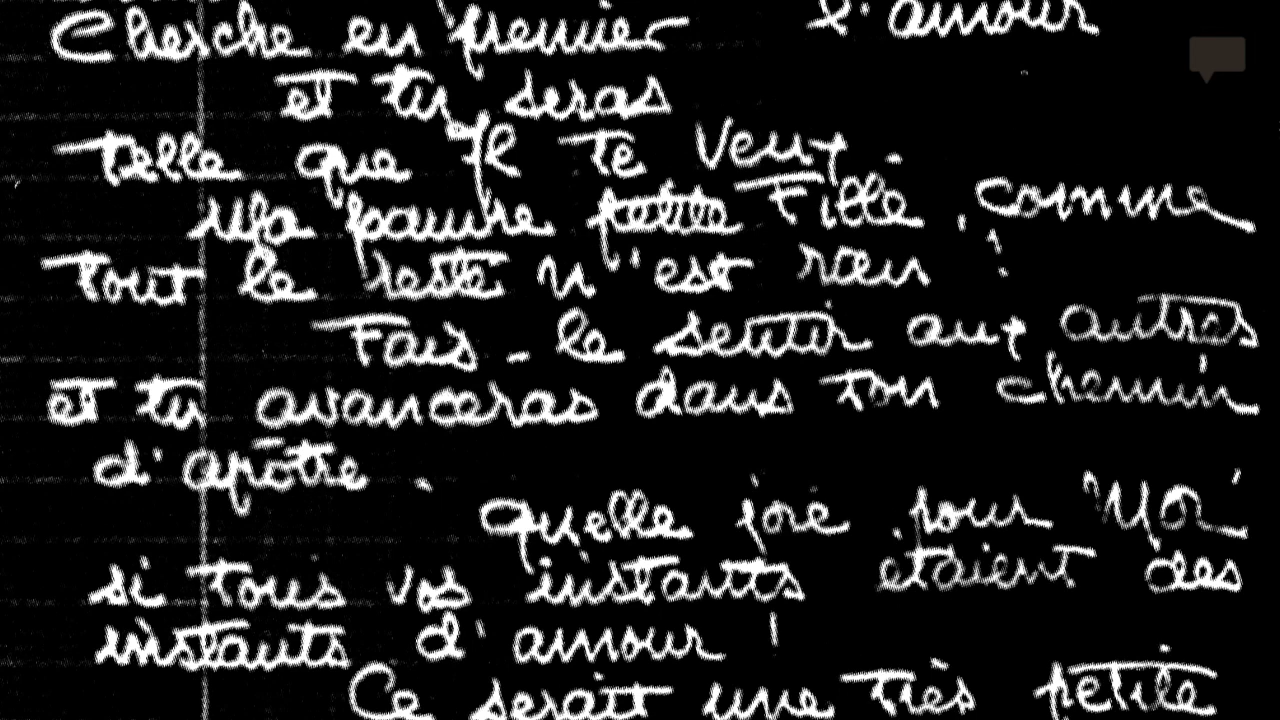 Cherche en premier l'amour
et tu seras
telle que Je te veux.
Ma pauvre petite Fille, comme
tout le reste n'est rien !
Fais-le sentir aux autres
et tu avanceras dans ton chemin
d'apôtre.
Quelle joie pour Moi
si tous vos instants etaient des
instants d'amour !
Ce serait une très petite